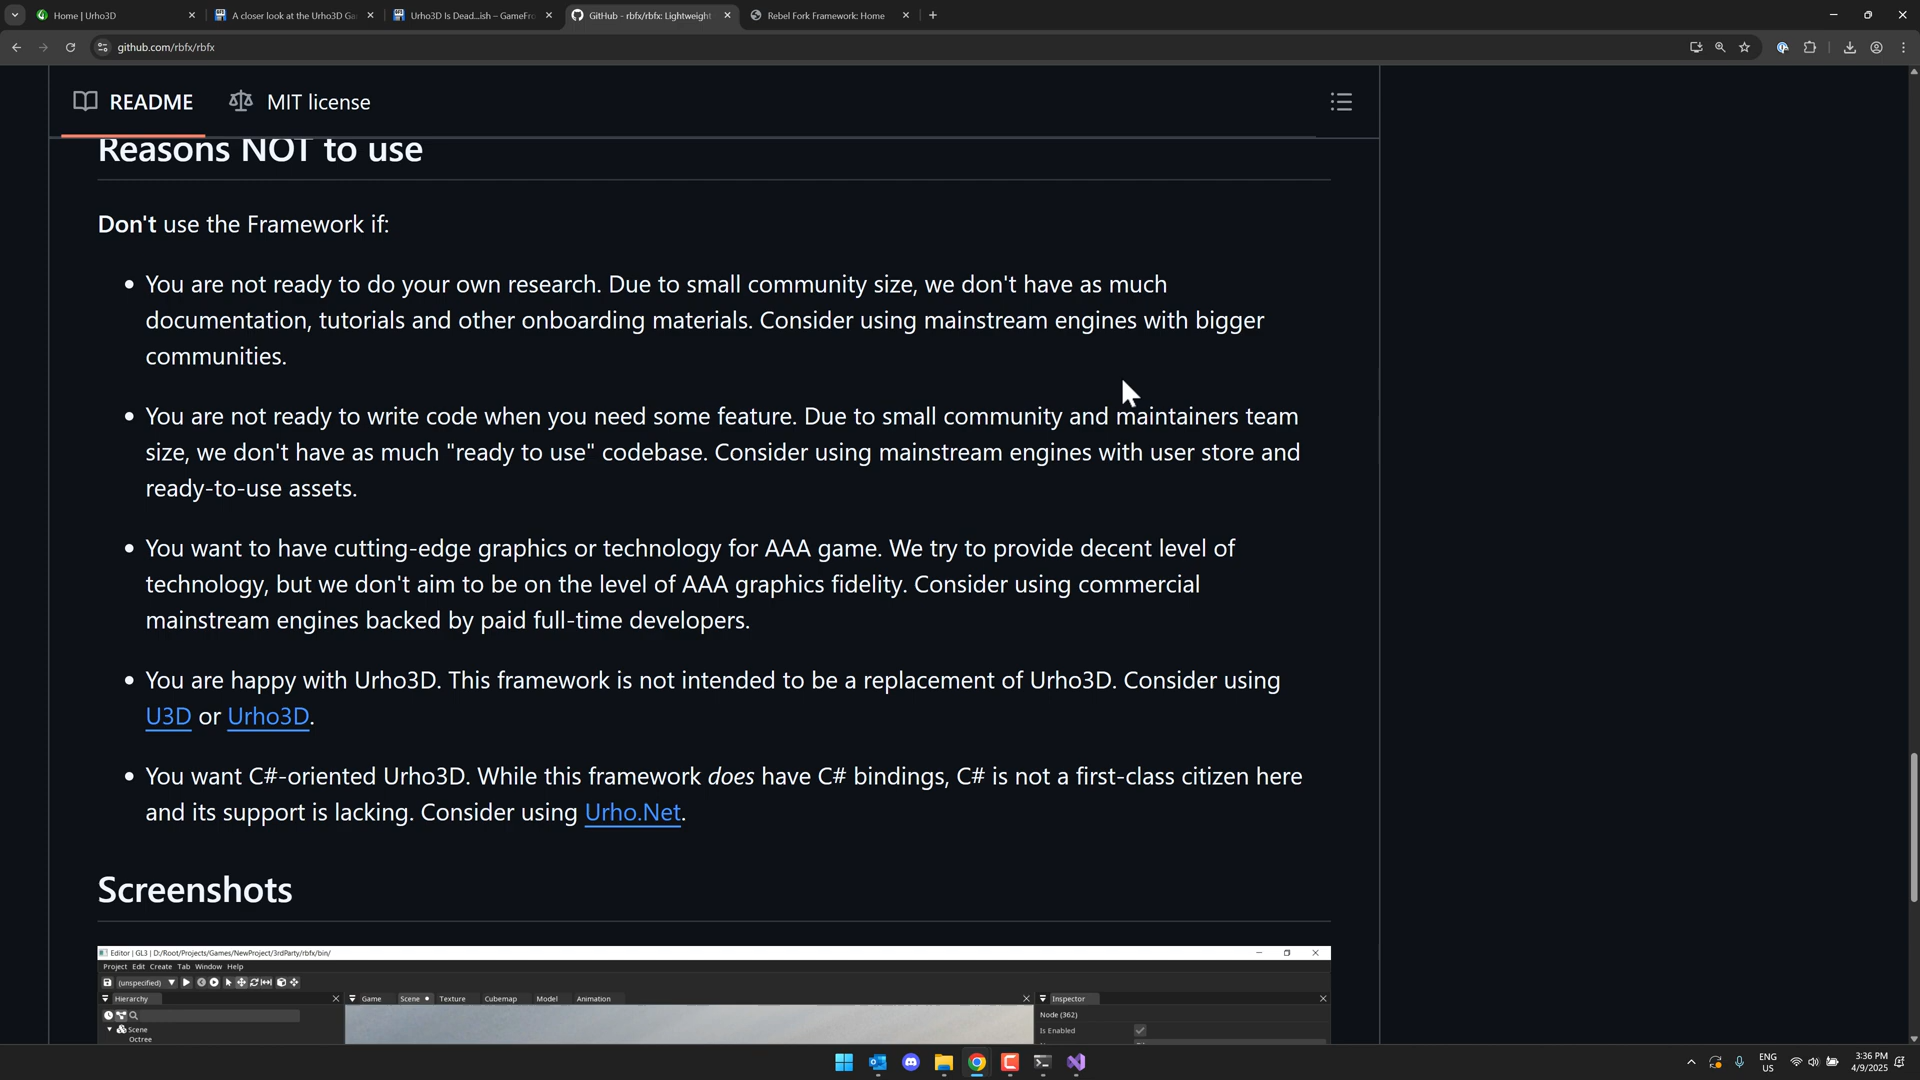 Home | Urho3D
A closer look at the Urho3D Ga
Urho3D Is Dead...ish – GameFro
GitHub - rbfx/rbfx: Lightweight
Rebel Fork Framework: Home
github.com/rbfx/rbfx
README
MIT license
Reasons NOT to use
Don't use the Framework if:
• You are not ready to do your own research. Due to small community size, we don't have as much
documentation, tutorials and other onboarding materials. Consider using mainstream engines with bigger
communities.
• You are not ready to write code when you need some feature. Due to small community and maintainers team
size, we don't have as much "ready to use" codebase. Consider using mainstream engines with user store and
ready-to-use assets.
• You want to have cutting-edge graphics or technology for AAA game. We try to provide decent level of
technology, but we don't aim to be on the level of AAA graphics fidelity. Consider using commercial
mainstream engines backed by paid full-time developers.
• You are happy with Urho3D. This framework is not intended to be a replacement of Urho3D. Consider using
U3D or Urho3D.
• You want C#-oriented Urho3D. While this framework does have C# bindings, C# is not a first-class citizen here
and its support is lacking. Consider using Urho.Net.
Screenshots
Editor | GL3 | D:/Root/Projects/Games/NewProject/3rdParty/rbfx/bin/
Project Edit Create Tab Window Help
(unspecified)
Hierarchy
Game Scene Texture Cubemap Model Animation
Inspector
Node (362)
Scene
Is Enabled
Octree
ENG
US
3:36 PM
4/9/2025